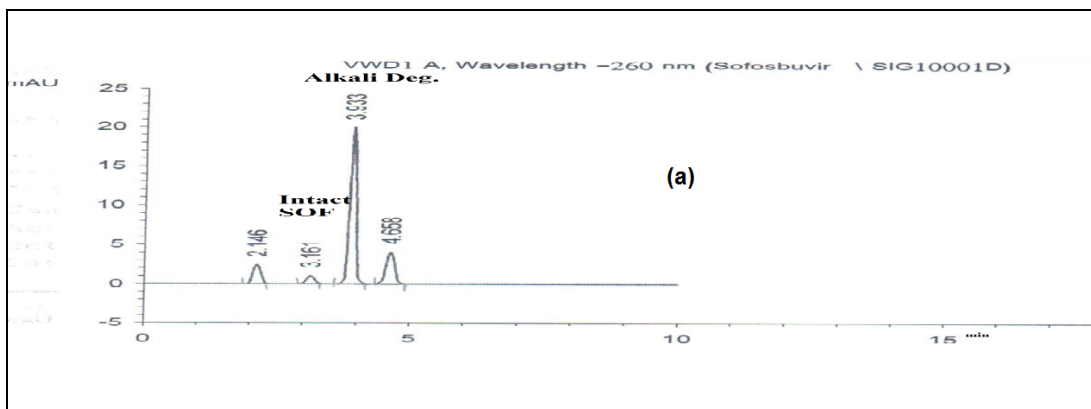 VWD1 A, Wavelength =260 nm (Sofosbuvir \ SIG10001D)
mAU
Alkali Deg.
25
20
15
10
5
0
-5
3.933
(a)
Intact
SOF
2.146
3.161
4.658
0
5
10
15
min